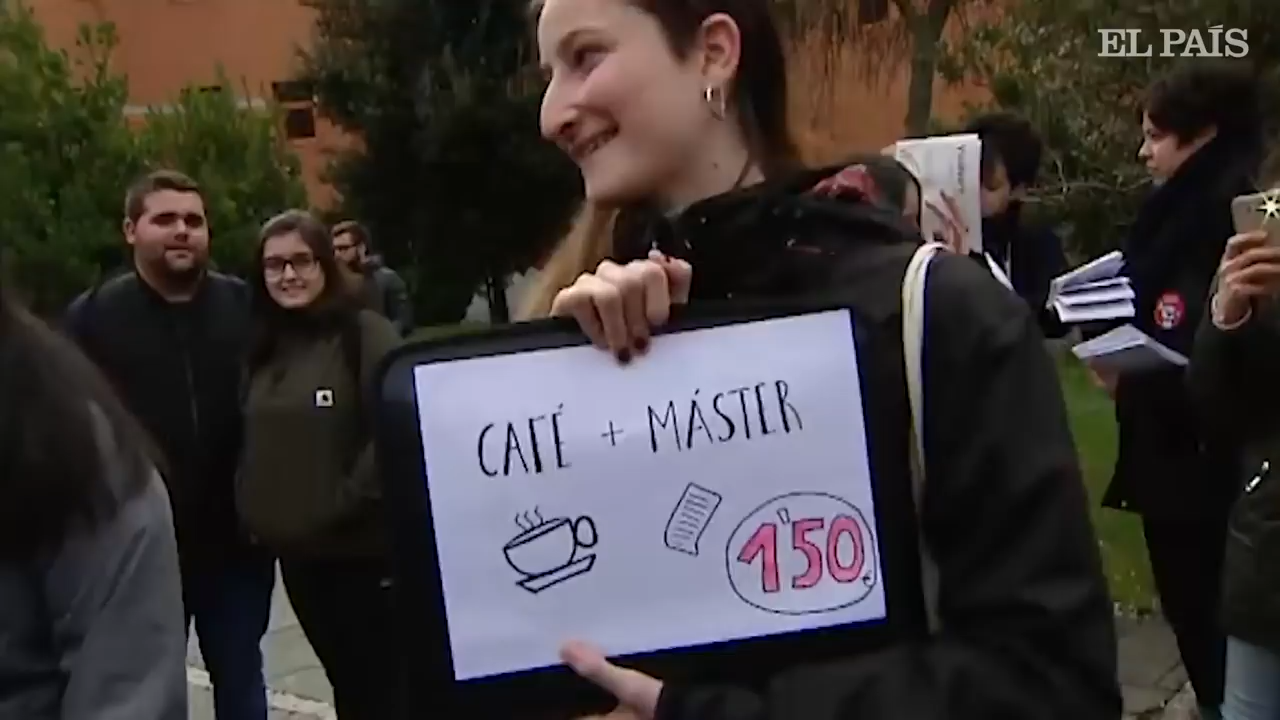 EL PAÍS
CAFÉ + MÁSTER
1'50
€